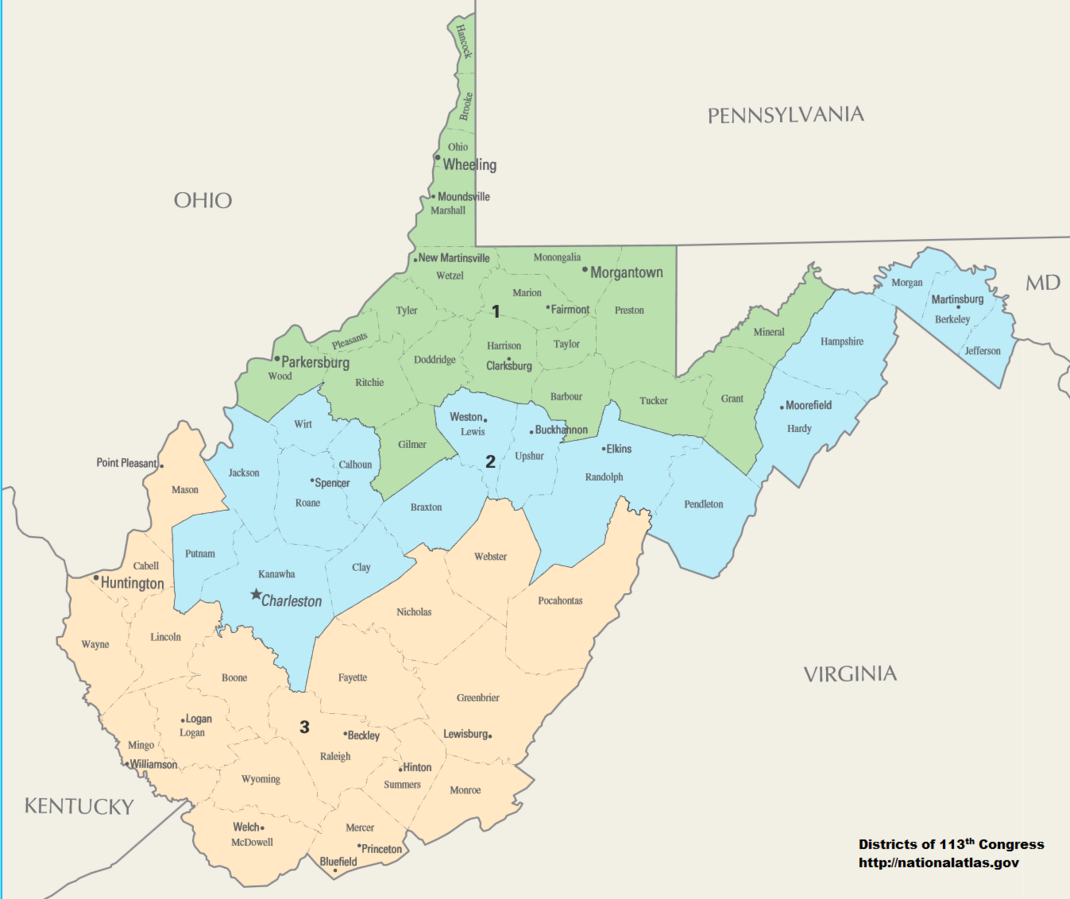 Hancock
Brooke
PENNSYLVANIA
Ohio
Wheeling
OHIO
Moundsville
Marshall
New Martinsville
Monongalia
Wetzel
Morgantown
MD
Morgan
Martinsburg
Berkeley
Jefferson
Marion
Tyler
1
Fairmont
Preston
Mineral
Hampshire
Pleasants
Harrison
Taylor
Doddridge
Clarksburg
Parkersburg
Wood
Ritchie
Barbour
Tucker
Grant
Moorefield
Hardy
Wirt
Weston
Lewis
Buckhannon
Gilmer
Elkins
Upshur
2
Point Pleasant
Jackson
Calhoun
Spencer
Roane
Randolph
Mason
Braxton
Pendleton
Putnam
Cabell
Kanawha
Clay
Webster
Huntington
Charleston
Pocahontas
Nicholas
Wayne
Lincoln
Boone
Fayette
VIRGINIA
Greenbrier
Logan
Logan
3
Beckley
Lewisburg
Mingo
Raleigh
Williamson
Wyoming
Hinton
Summers
Monroe
KENTUCKY
Welch
McDowell
Mercer
Princeton
Bluefield
Districts of 113th Congress
http://nationalatlas.gov